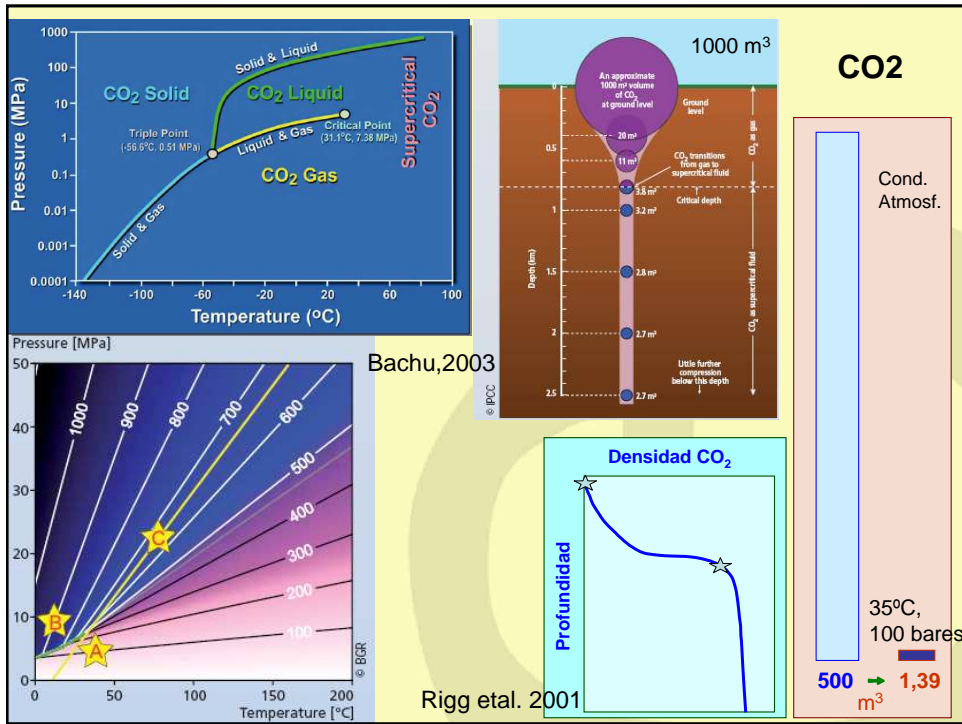 1000
100
10
1
0.1
0.01
0.001
0.0001
Pressure (MPa)
-140
-100
-60
-20
20
60
100
Temperature (°C)
CO2 Solid
Solid & Liquid
CO2 Liquid
Supercritical CO2
Triple Point
(-56.6°C, 0.51 MPa)
Liquid & Gas
Critical Point
(31.1°C, 7.38 MPa)
CO2 Gas
Solid & Gas
1000 m³
An approximate
1000 m³ volume
of CO2
at ground level
Ground
level
0
0.5
1
1.5
2
2.5
Depth (km)
20 m³
11 m³
CO2 transitions
from gas to
supercritical fluid
3.8 m³
Critical depth
3.2 m³
2.8 m³
2.7 m³
Little further
compression
below this depth
2.7 m³
CO2 as gas
CO2 as supercritical fluid
© IPCC
Bachu,2003
CO2
Cond.
Atmosf.
35ºC,
100 bares
500 → 1,39
m³
Pressure [MPa]
50
40
30
20
10
0
1000
900
800
700
600
500
400
300
200
100
C
B
A
© BGR
0
50
100
150
200
Temperature [°C]
Densidad CO2
Profundidad
Rigg etal. 2001